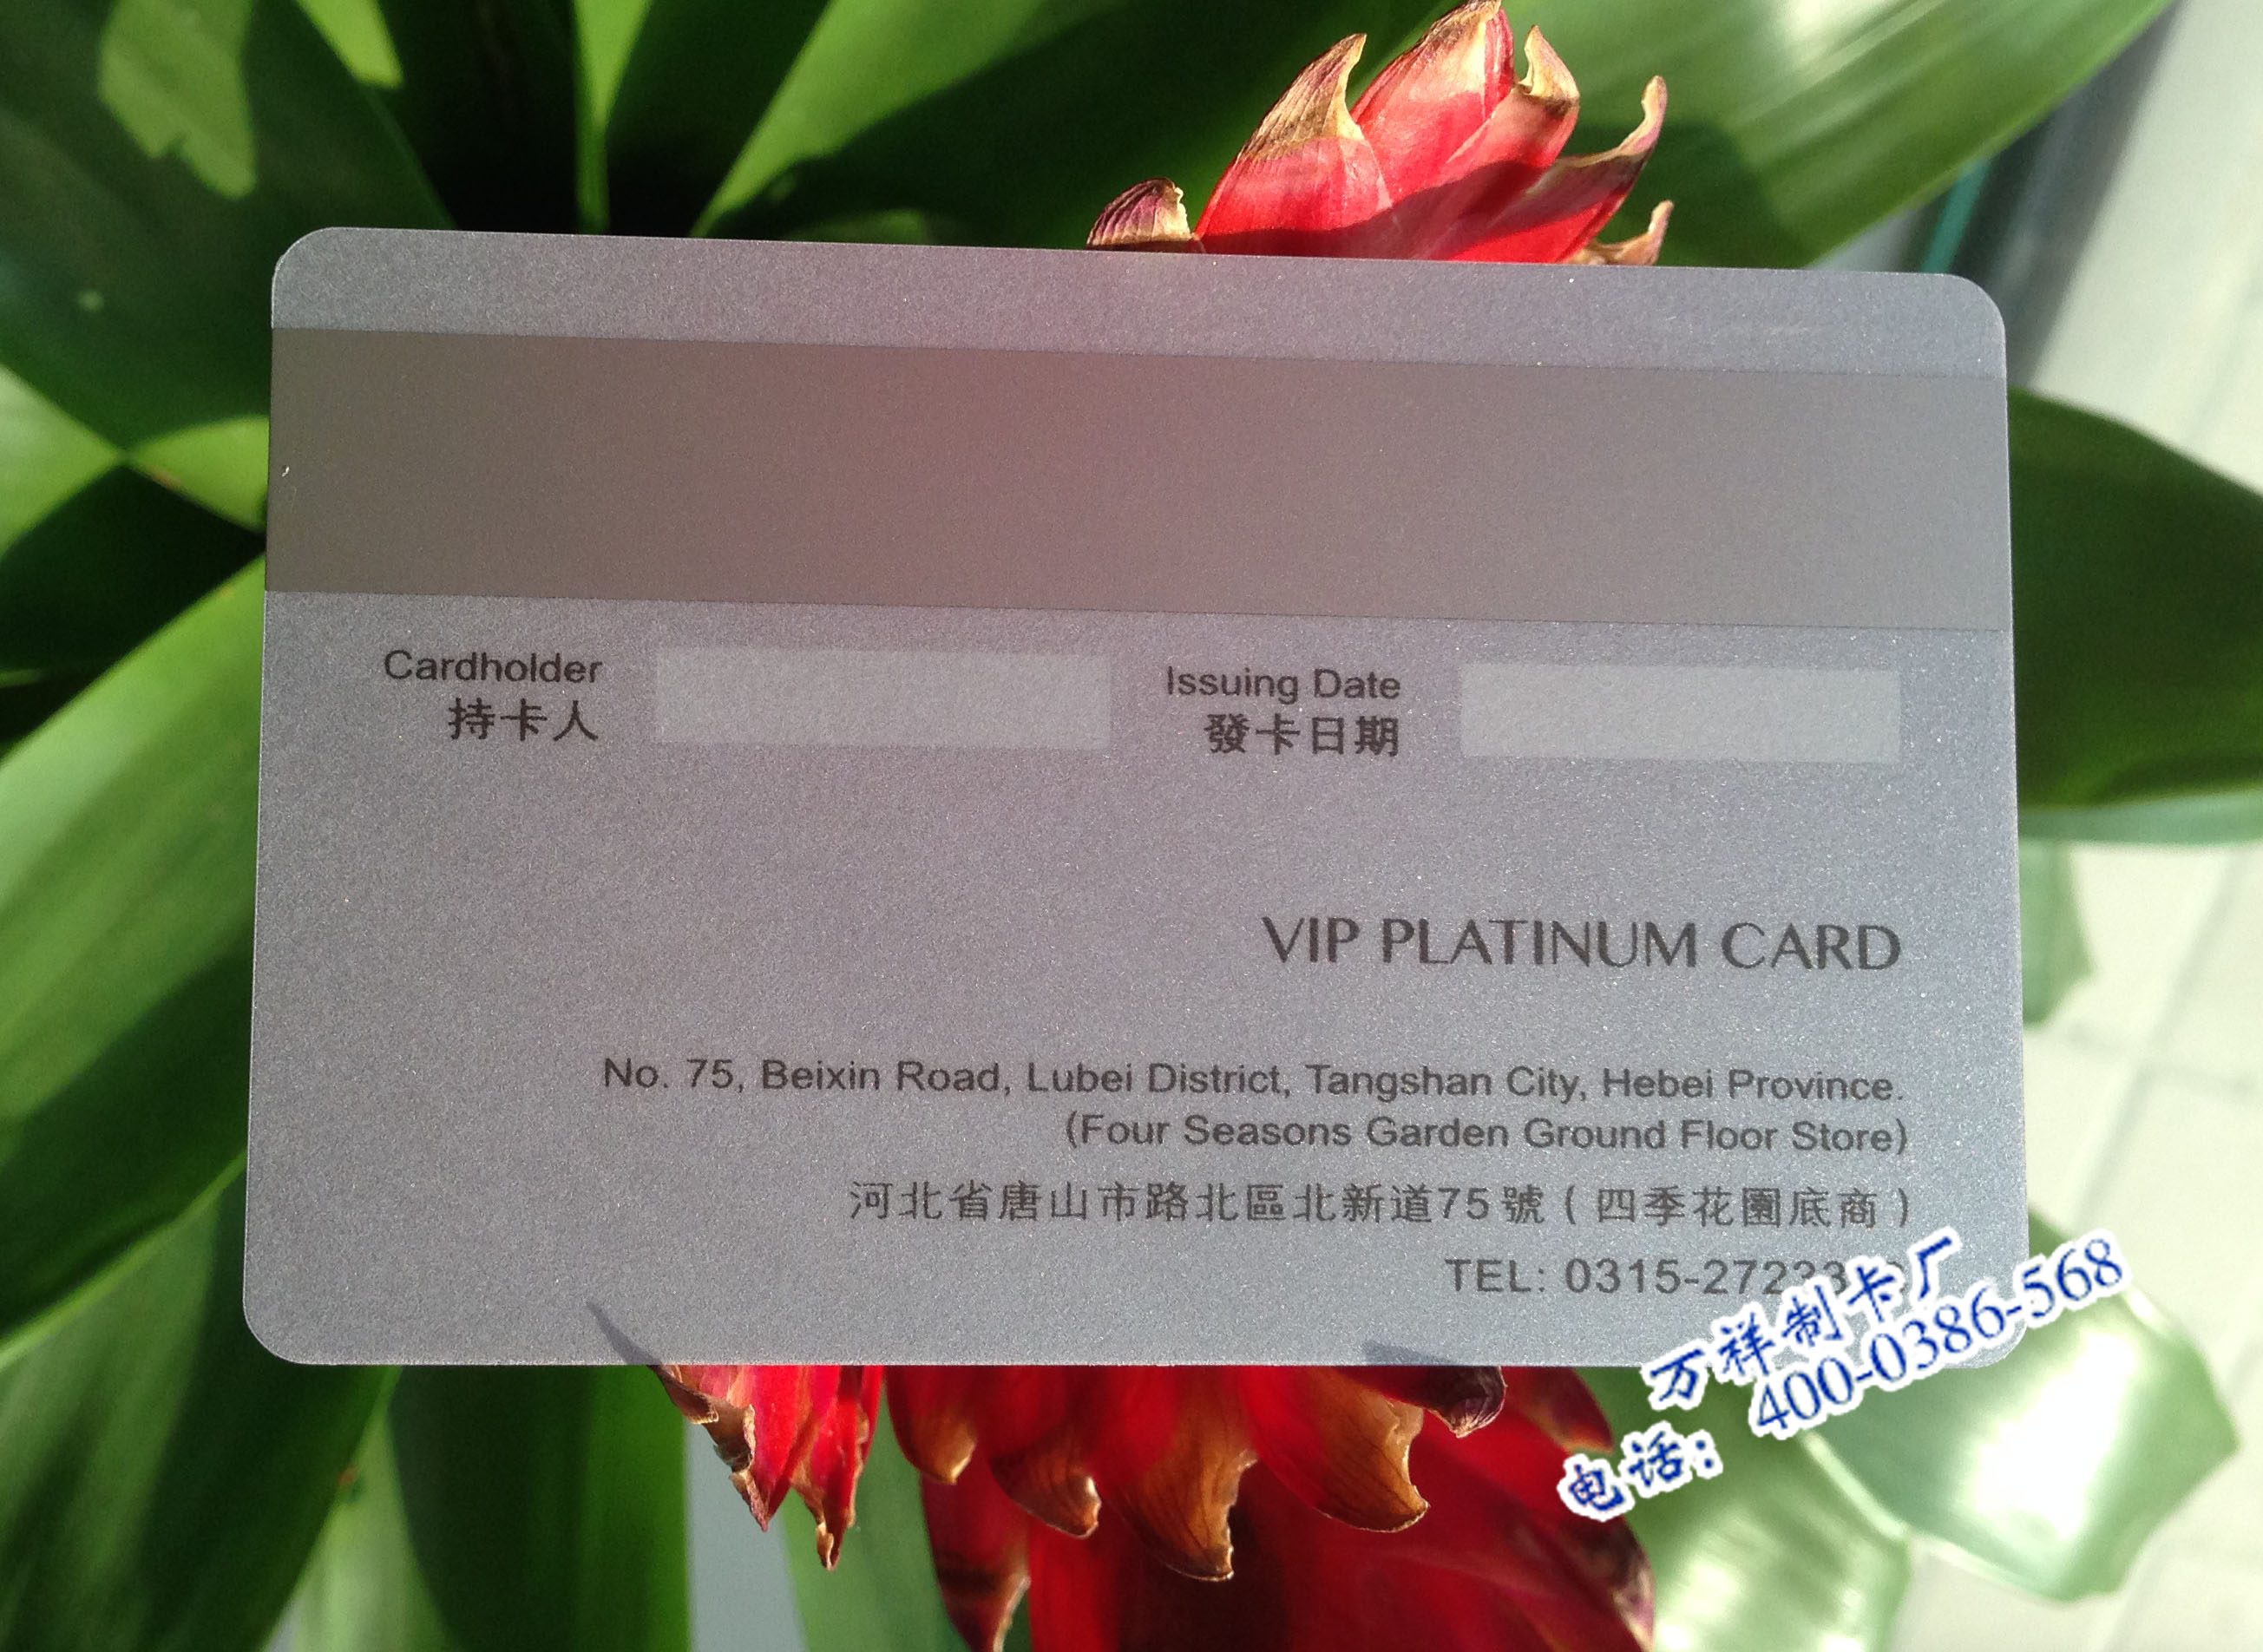 Cardholder
持卡人
Issuing Date
發卡日期
VIP PLATINUM CARD
No. 75, Beixin Road, Lubei District, Tangshan City, Hebei Province.
(Four Seasons Garden Ground Floor Store)
河北省唐山市路北區北新道75號(四季花園底商)
TEL:
万祥制卡厂
电话: 400-0386-568